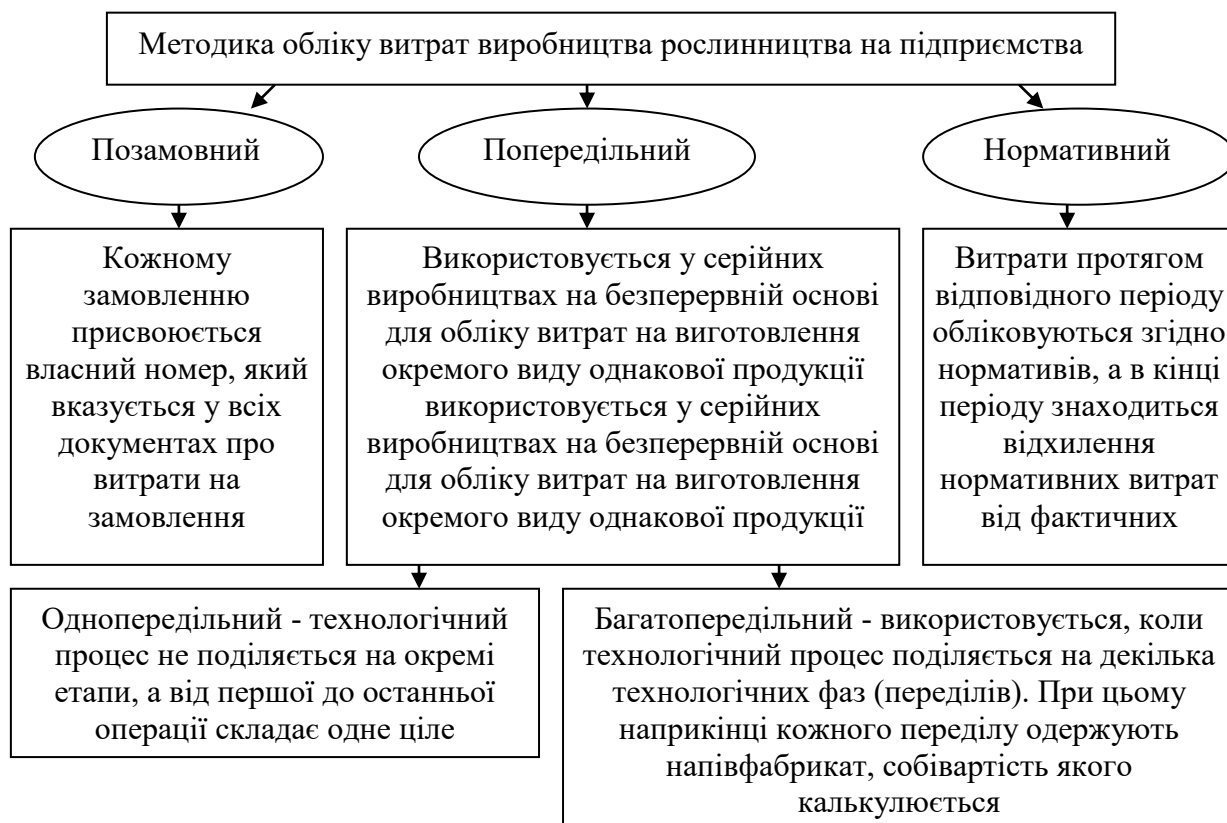 Методика обліку витрат виробництва рослинництва на підприємства
Позамовний
Попередільний
Нормативний
Кожному
замовленню
присвоюється
власний номер, який
вказується у всіх
документах про
витрати на
замовлення
Використовується у серійних
виробництвах на безперервній основі
для обліку витрат на виготовлення
окремого виду однакової продукції
використовується у серійних
виробництвах на безперервній основі
для обліку витрат на виготовлення
окремого виду однакової продукції
Витрати протягом
відповідного періоду
обліковуються згідно
нормативів, а в кінці
періоду знаходиться
відхилення
нормативних витрат
від фактичних
Однопередільний - технологічний
процес не поділяється на окремі
етапи, а від першої до останньої
операції складає одне ціле
Багатопередільний - використовується, коли
технологічний процес поділяється на декілька
технологічних фаз (переділів). При цьому
наприкінці кожного переділу одержують
напівфабрикат, собівартість якого
калькулюється